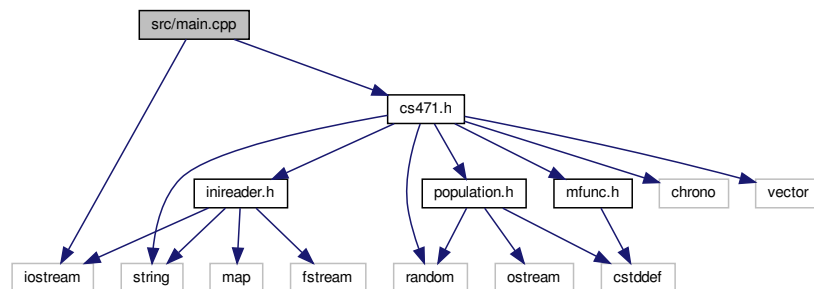 src/main.cpp
cs471.h
inireader.h
population.h
mfunc.h
chrono
vector
iostream
string
map
fstream
random
ostream
cstddef